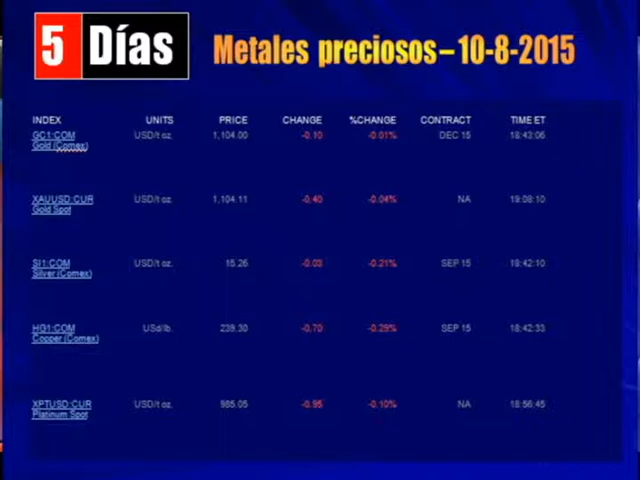 5 Días
Metales preciosos – 10-8-2015
INDEX UNITS PRICE CHANGE %CHANGE CONTRACT TIME ET
GC1:COM USD/t oz. 1,104.00 -0.10 -0.01% DEC 15 18:43:06
Gold (Comex)
XAUUSD:CUR USD/t oz. 1,104.11 -0.40 -0.04% NA 19:08:10
Gold Spot
SI1:COM USD/t oz. 15.26 -0.03 -0.21% SEP 15 18:42:10
Silver (Comex)
HG1:COM USd/lb. 239.30 -0.70 -0.29% SEP 15 18:42:33
Copper (Comex)
XPTUSD:CUR USD/t oz. 985.05 -0.95 -0.10% NA 18:56:45
Platinum Spot